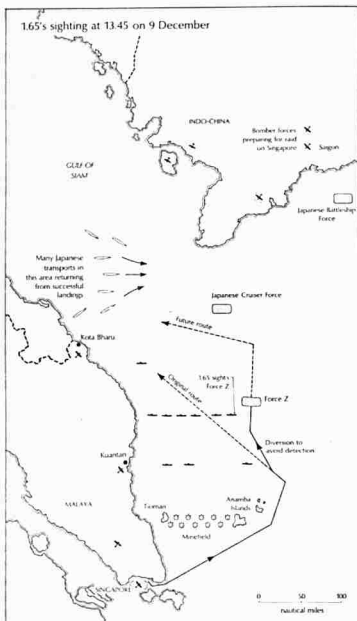 1.65's sighting at 13.45 on 9 December
INDO-CHINA
Bomber forces
preparing for raid
on Singapore
Saigon
GULF OF
SIAM
Japanese Battleship
Force
Many Japanese
transports in
this area returning
from successful
landings
Japanese Cruiser Force
Future route
Kota Bharu
1.65 sights
Force Z
Original route
Force Z
Diversion to
avoid detection
Kuantan
MALAYA
Tioman
Anamba
Islands
Minefield
SINGAPORE
0 50 100
nautical miles